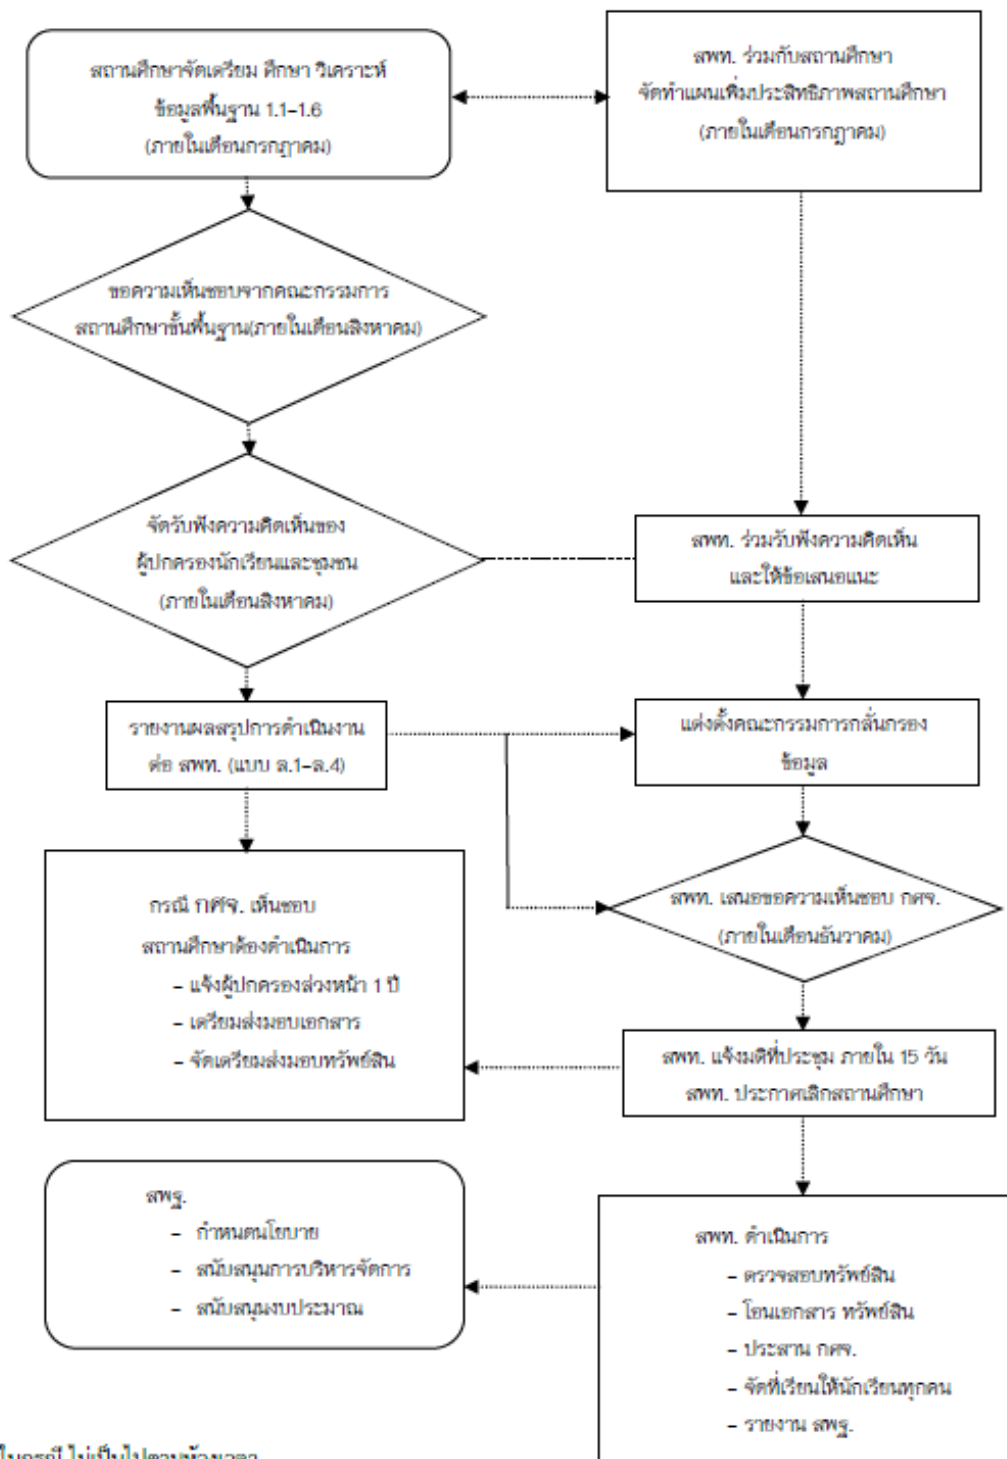 สถานศึกษาจัดเตรียม ศึกษา วิเคราะห์
ข้อมูลพื้นฐาน 1.1-1.6
(ภายในเดือนกรกฎาคม)
สพท. ร่วมกับสถานศึกษา
จัดทำแผนเพิ่มประสิทธิภาพสถานศึกษา
(ภายในเดือนกรกฎาคม)
ขอความเห็นชอบจากคณะกรรมการ
สถานศึกษาขั้นพื้นฐาน(ภายในเดือนสิงหาคม)
จัดรับฟังความคิดเห็นของ
ผู้ปกครองนักเรียนและชุมชน
(ภายในเดือนสิงหาคม)
สพท. ร่วมรับฟังความคิดเห็น
และให้ข้อเสนอแนะ
รายงานผลสรุปการดำเนินงาน
ต่อ สพท. (แบบ ล.1-ล.4)
แต่งตั้งคณะกรรมการกลั่นกรอง
ข้อมูล
กรณี กศจ. เห็นชอบ
สถานศึกษาต้องดำเนินการ
- แจ้งผู้ปกครองล่วงหน้า 1 ปี
- เตรียมส่งมอบเอกสาร
- จัดเตรียมส่งมอบทรัพย์สิน
สพท. เสนอขอความเห็นชอบ กศจ.
(ภายในเดือนธันวาคม)
สพท. แจ้งมติที่ประชุม ภายใน 15 วัน
สพท. ประกาศเลิกสถานศึกษา
สพฐ.
- กำหนดนโยบาย
- สนับสนุนการบริหารจัดการ
- สนับสนุนงบประมาณ
สพท. ดำเนินการ
- ตรวจสอบทรัพย์สิน
- โอนเอกสาร ทรัพย์สิน
- ประสาน กศจ.
- จัดที่เรียนให้นักเรียนทุกคน
- รายงาน สพฐ.